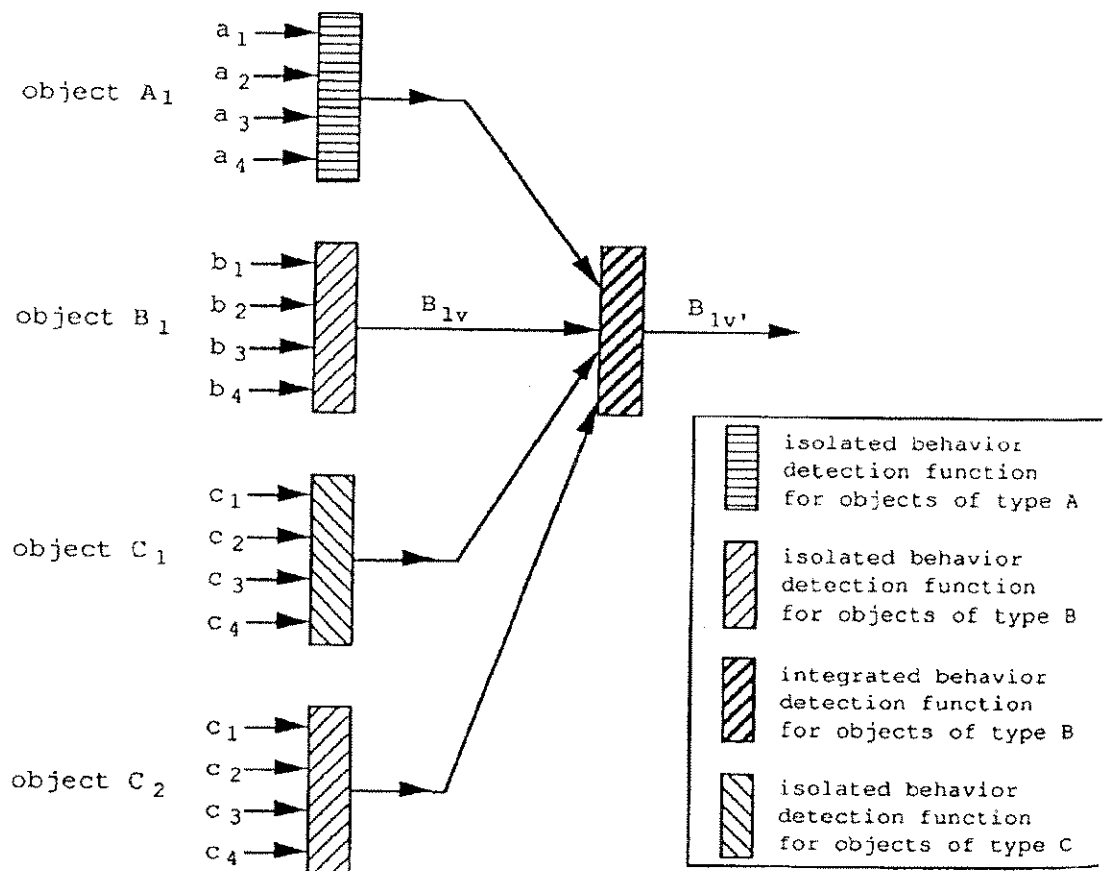 a1
a2
object A1
a3
a4
b1
b2
object B1
b3
b4
B1v
B1v'
c1
c2
object C1
c3
c4
c1
c2
object C2
c3
c4
isolated behavior
detection function
for objects of type A
isolated behavior
detection function
for objects of type B
integrated behavior
detection function
for objects of type B
isolated behavior
detection function
for objects of type C